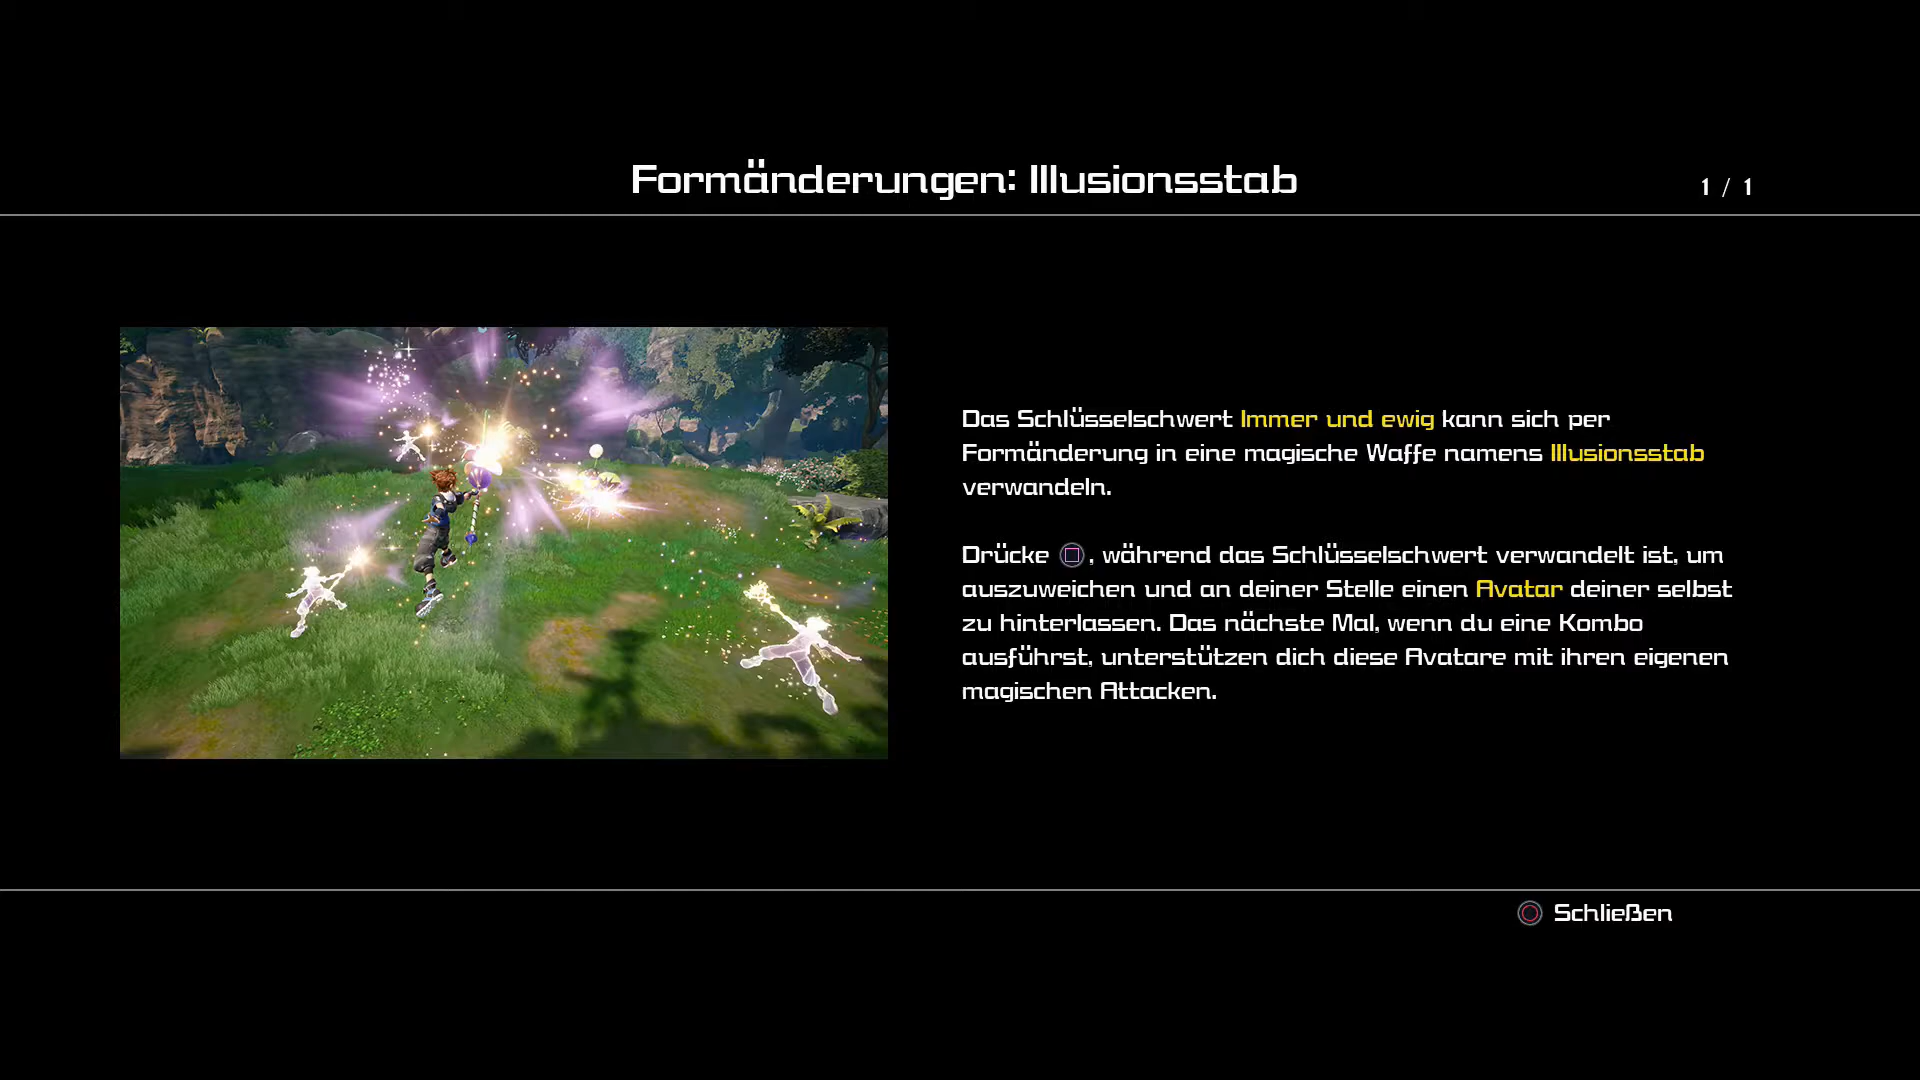 Formänderungen: Illusionsstab
1 / 1
Das Schlüsselschwert Immer und ewig kann sich per
Formänderung in eine magische Waffe namens Illusionsstab
verwandeln.
Drücke , während das Schlüsselschwert verwandelt ist, um
auszuweichen und an deiner Stelle einen Avatar deiner selbst
zu hinterlassen. Das nächste Mal, wenn du eine Kombo
ausführst, unterstützen dich diese Avatare mit ihren eigenen
magischen Attacken.
Schließen